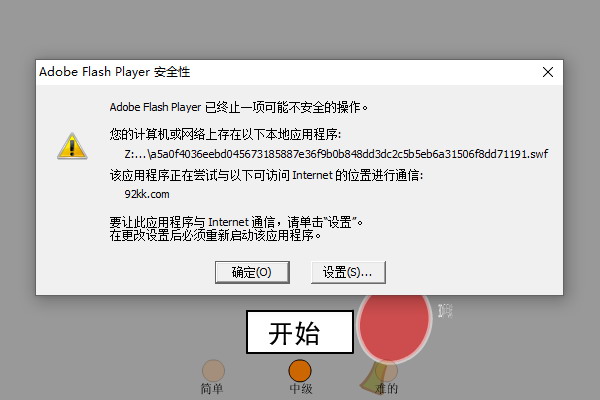 Adobe Flash Player 安全性
Adobe Flash Player 已终止一项可能不安全的操作。
您的计算机或网络上存在以下本地应用程序:
Z:...\a5a0f4036eebd045673185887e36f9b0b848dd3dc2c5b5eb6a31506f8dd71191.swf
该应用程序正在尝试与以下可访问 Internet 的位置进行通信:
92kk.com
要让此应用程序与 Internet 通信，请单击“设置”。
在更改设置后必须重新启动该应用程序。
确定(O)
设置(S)...
开始
简单
中级
难的